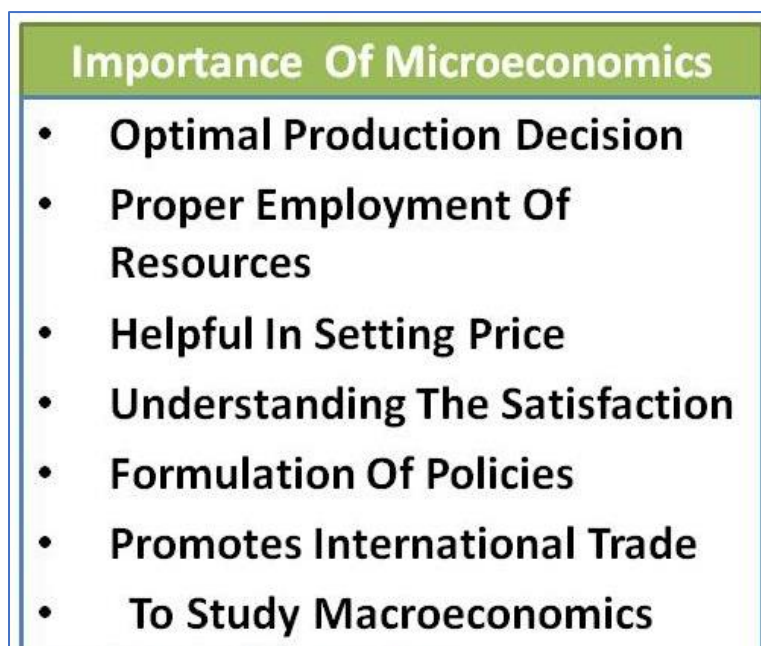 Importance Of Microeconomics
• Optimal Production Decision
• Proper Employment Of
Resources
• Helpful In Setting Price
• Understanding The Satisfaction
• Formulation Of Policies
• Promotes International Trade
• To Study Macroeconomics